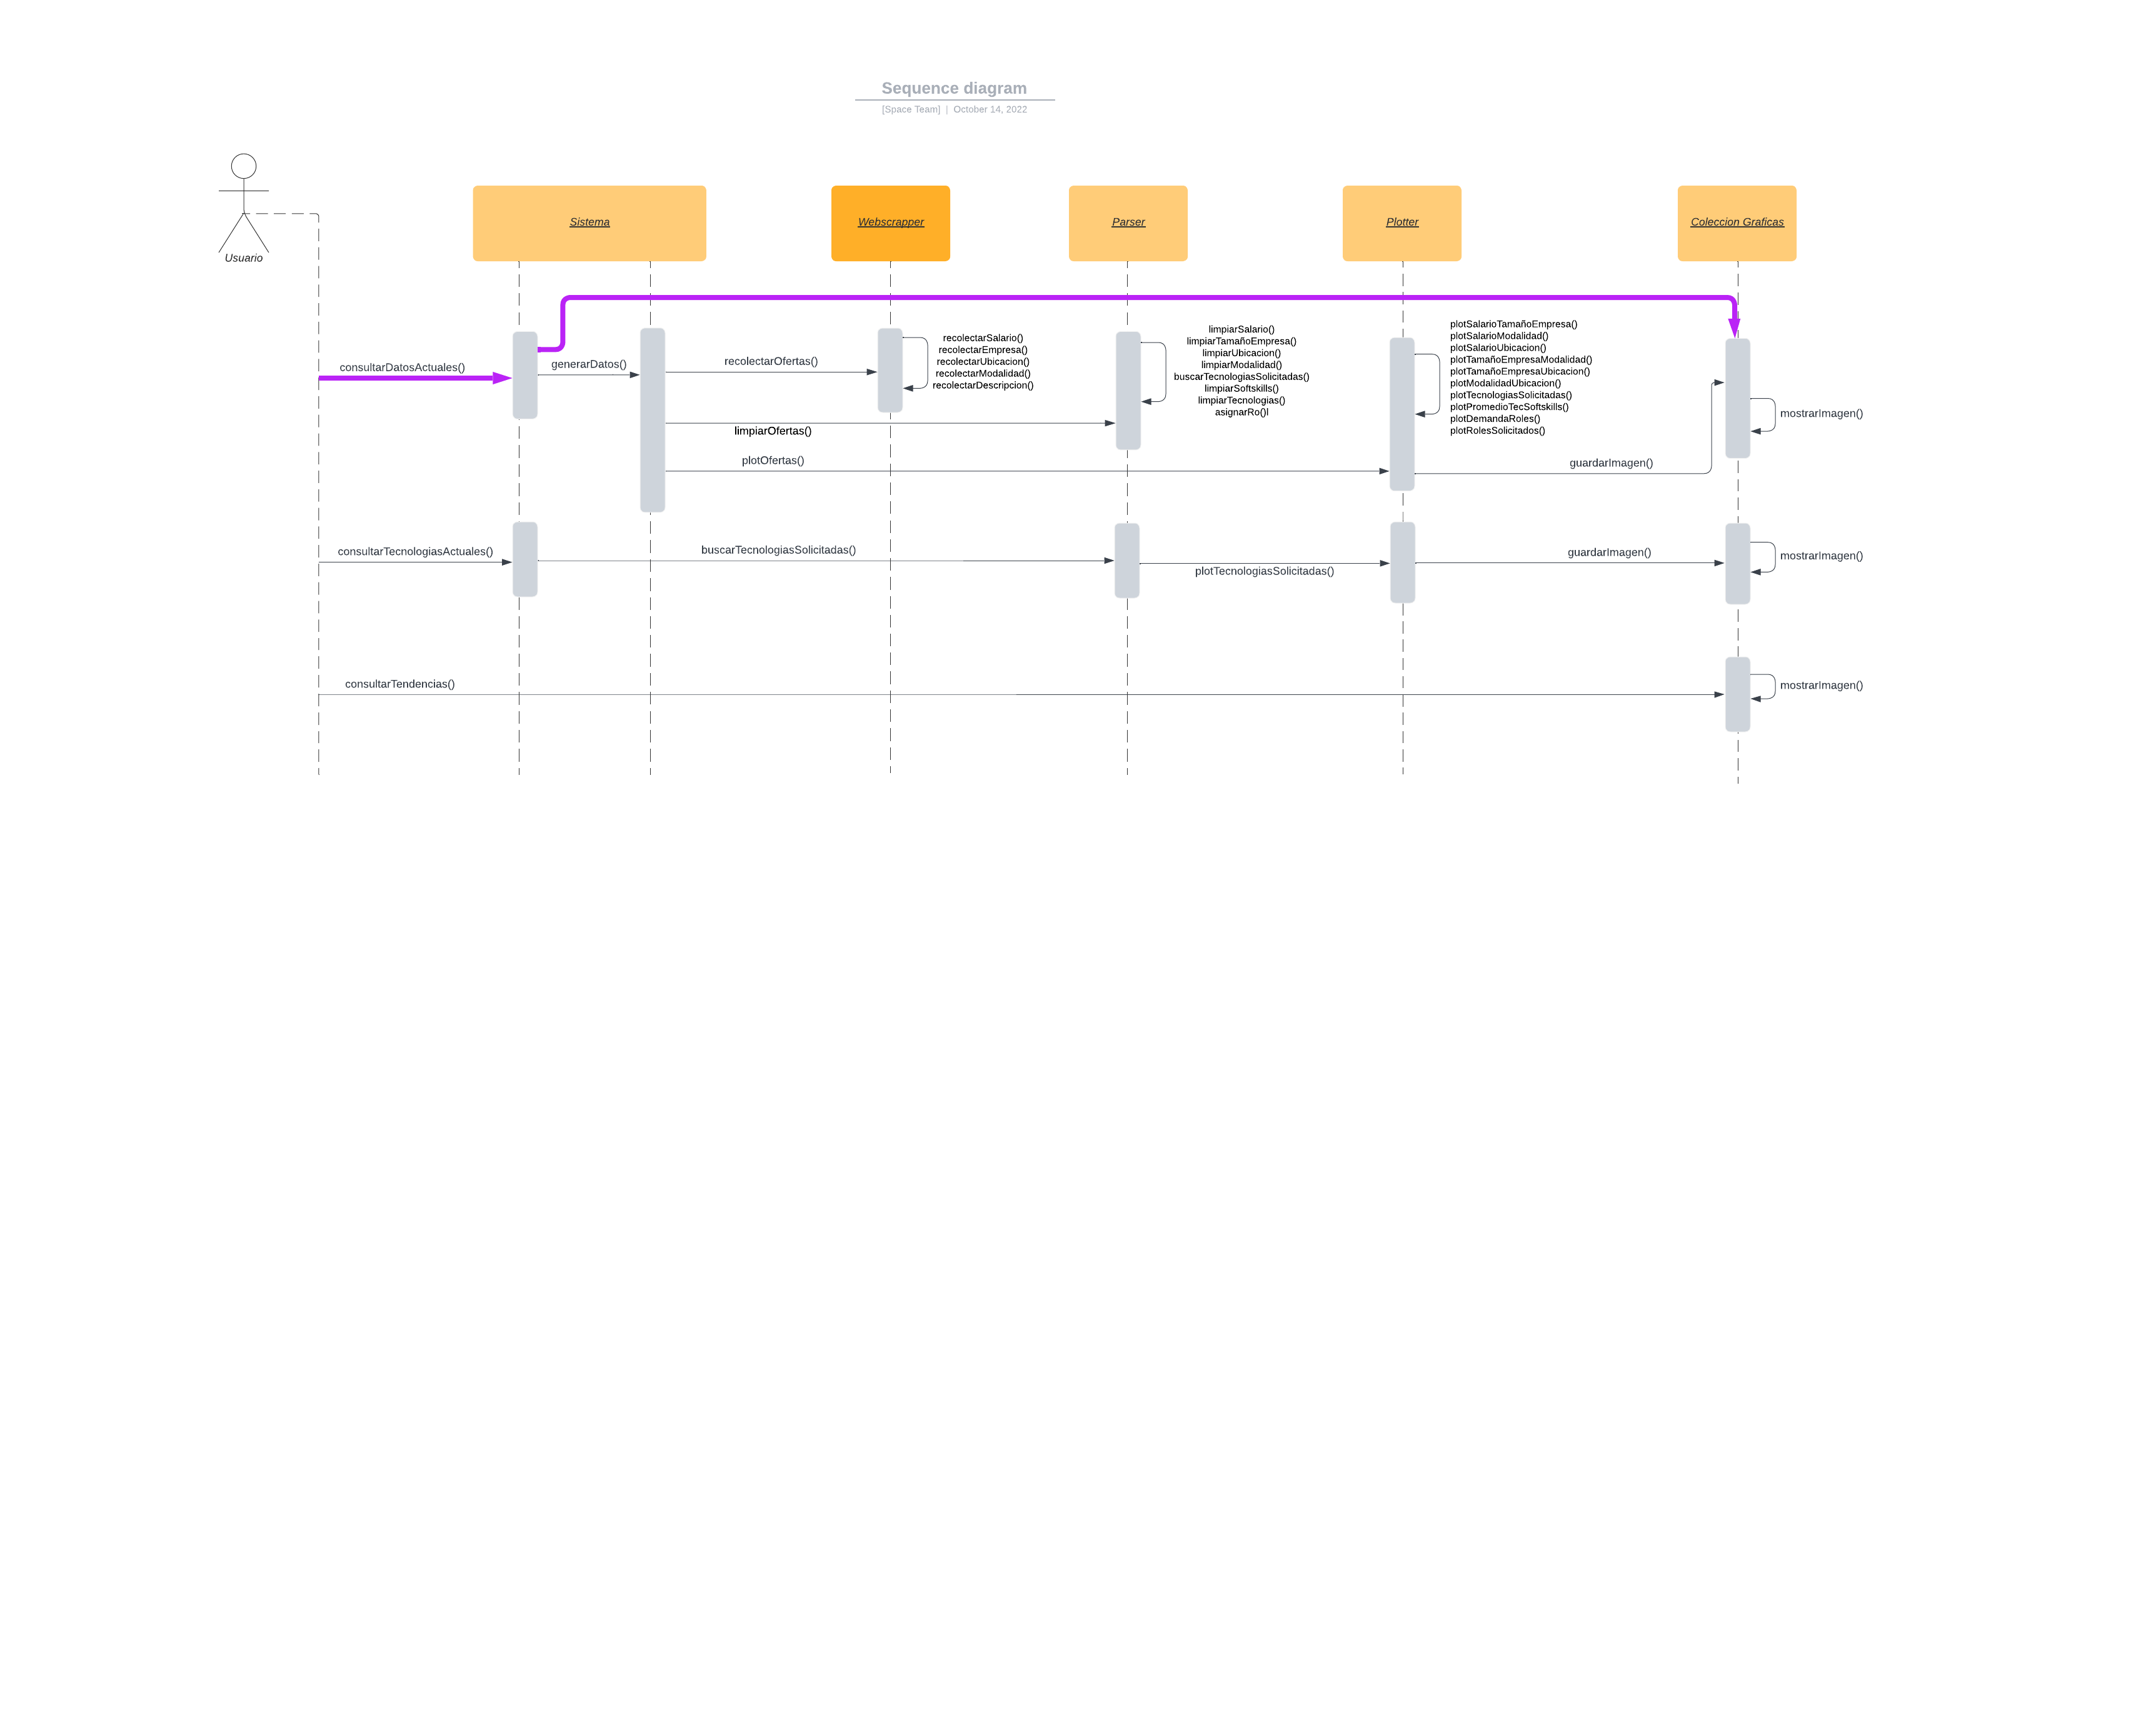 Sequence diagram
[Space Team] | October 14, 2022
Usuario
Sistema
Webscrapper
Parser
Plotter
Coleccion Graficas
consultarDatosActuales()
generarDatos()
recolectarOfertas()
recolectarSalario()
recolectarEmpresa()
recolectarUbicacion()
recolectarModalidad()
recolectarDescripcion()
limpiarSalario()
limpiarTamañoEmpresa()
limpiarUbicacion()
limpiarModalidad()
buscarTecnologiasSolicitadas()
limpiarSoftskills()
limpiarTecnologias()
asignarRo()l
plotSalarioTamañoEmpresa()
plotSalarioModalidad()
plotSalarioUbicacion()
plotTamañoEmpresaModalidad()
plotTamañoEmpresaUbicacion()
plotModalidadUbicacion()
plotTecnologiasSolicitadas()
plotPromedioTecSoftskills()
plotDemandaRoles()
plotRolesSolicitados()
mostrarImagen()
limpiarOfertas()
plotOfertas()
guardarImagen()
consultarTecnologiasActuales()
buscarTecnologiasSolicitadas()
plotTecnologiasSolicitadas()
guardarImagen()
mostrarImagen()
consultarTendencias()
mostrarImagen()